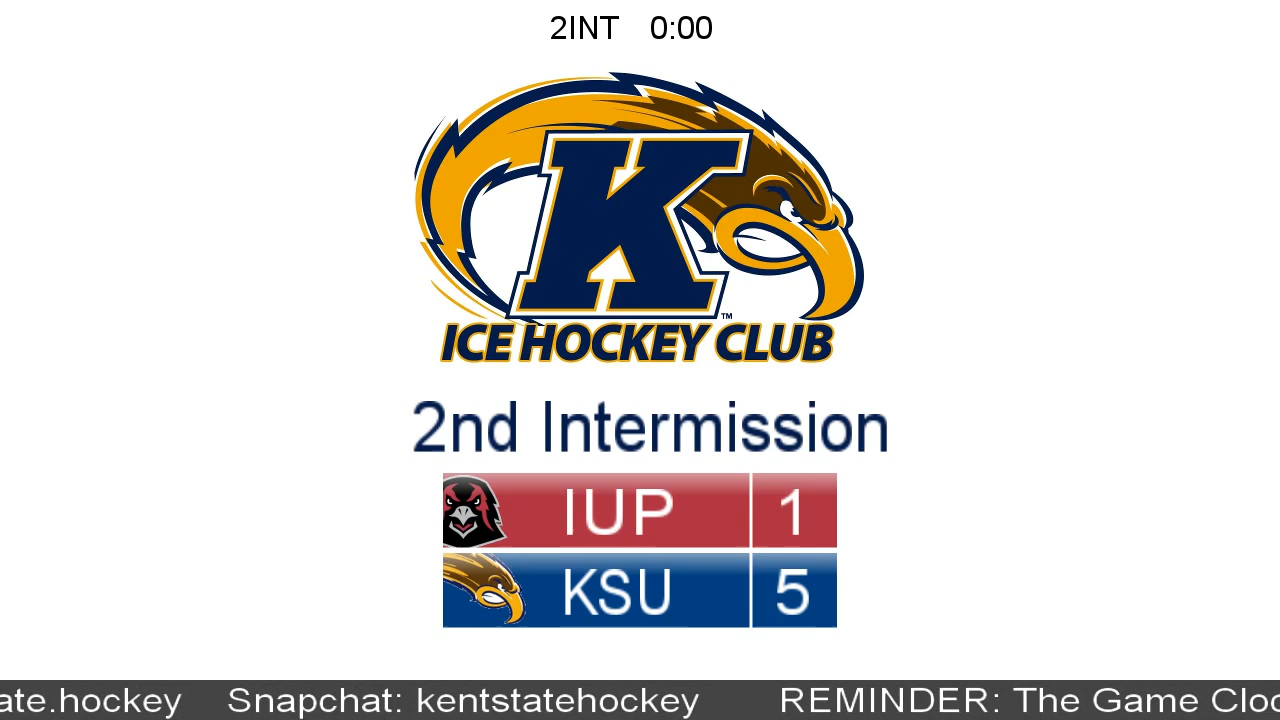 2INT 0:00
K
TM
ICE HOCKEY CLUB
2nd Intermission
IUP 1
KSU 5
ate.hockey Snapchat: kentstatehockey REMINDER: The Game Cloc